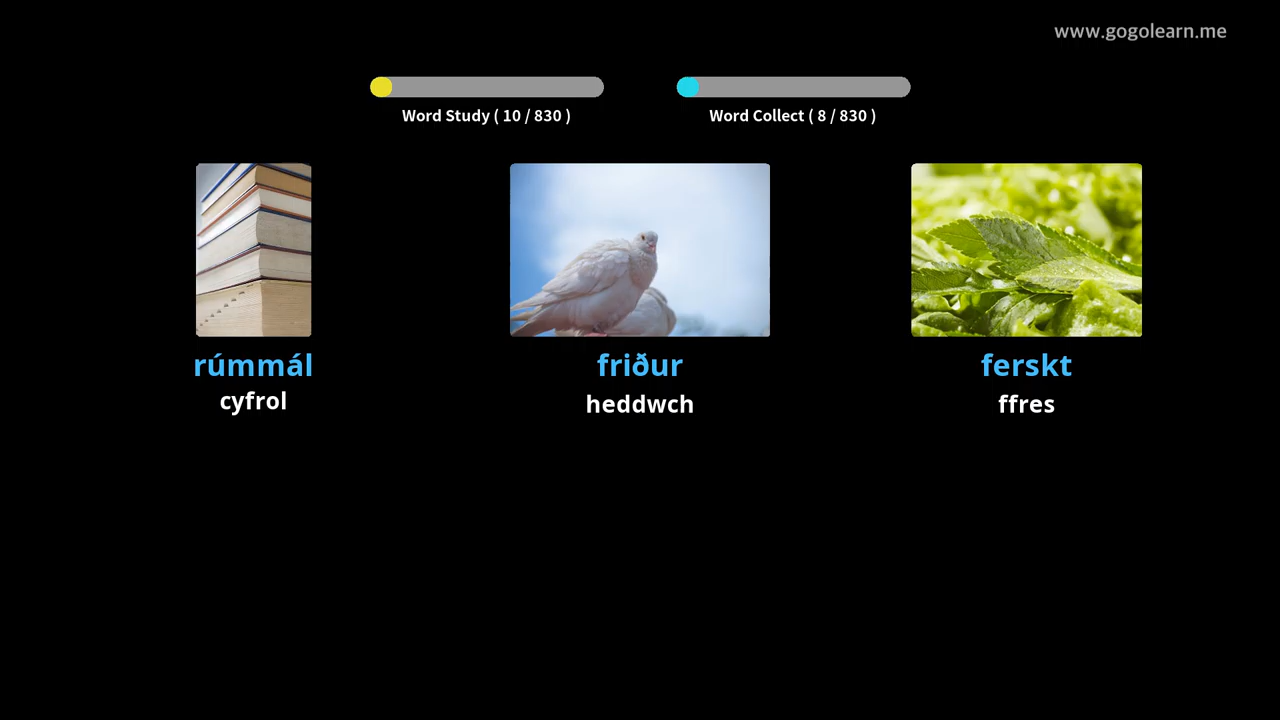 www.gogolearn.me
Word Study ( 10 / 830 )
Word Collect ( 8 / 830 )
rúmmál
cyfrol
friður
heddwch
ferskt
ffres